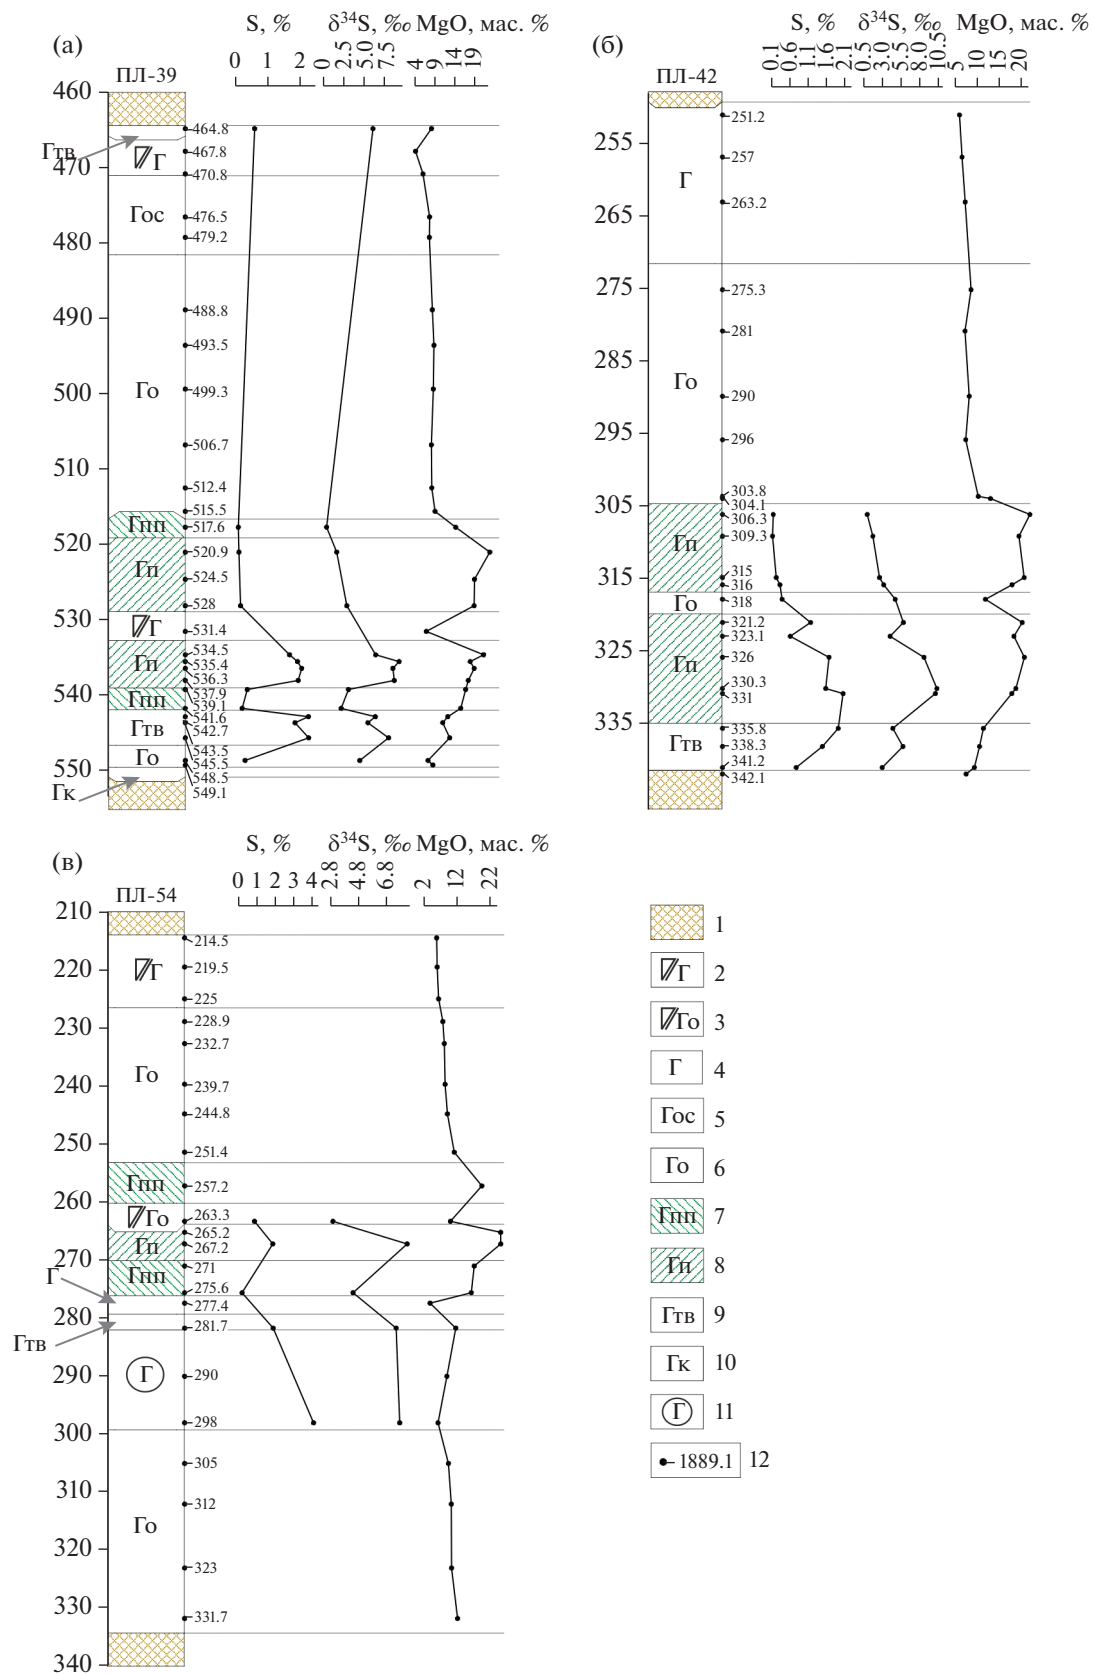 (а)
ПЛ-39
S, %
δ³⁴S, ‰
MgO, мас. %
0 1 2
0 2.5 5.0 7.5
4 9 14 19
460
470
480
490
500
510
520
530
540
550
Гтв
Г
Гос
Го
Гпп
Гп
Г
Гп
Гпп
Гтв
Го
Гк
464.8
467.8
470.8
476.5
479.2
488.8
493.5
499.3
506.7
512.4
515.5
517.6
520.9
524.5
528
531.4
534.5
535.4
536.3
537.9
539.1
541.6
542.7
543.5
545.5
548.5
549.1
(б)
ПЛ-42
S, %
δ³⁴S, ‰
MgO, мас. %
0.1 0.6 1.1 1.6 2.1
0.5 3.0 5.5 8.0 10.5
5 10 15 20
255
265
275
285
295
305
315
325
335
Г
Го
Гп
Го
Гп
Гтв
251.2
257
263.2
275.3
281
290
296
303.8
304.1
306.3
309.3
315
316
318
321.2
323.1
326
330.3
331
335.8
338.3
341.2
342.1
(в)
ПЛ-54
S, %
δ³⁴S, ‰
MgO, мас. %
0 1 2 3 4
2.8 4.8 6.8
2 12 22
210
220
230
240
250
260
270
280
290
300
310
320
330
340
Г
Го
Гпп
Го
Гп
Гпп
Г
Гтв
Г
Го
214.5
219.5
225
228.9
232.7
239.7
244.8
251.4
257.2
263.3
265.2
267.2
271
275.6
277.4
281.7
290
298
305
312
323
331.7
1
Г 2
Го 3
Г 4
Гос 5
Го 6
Гпп 7
Гп 8
Гтв 9
Гк 10
Г 11
1889.1 12